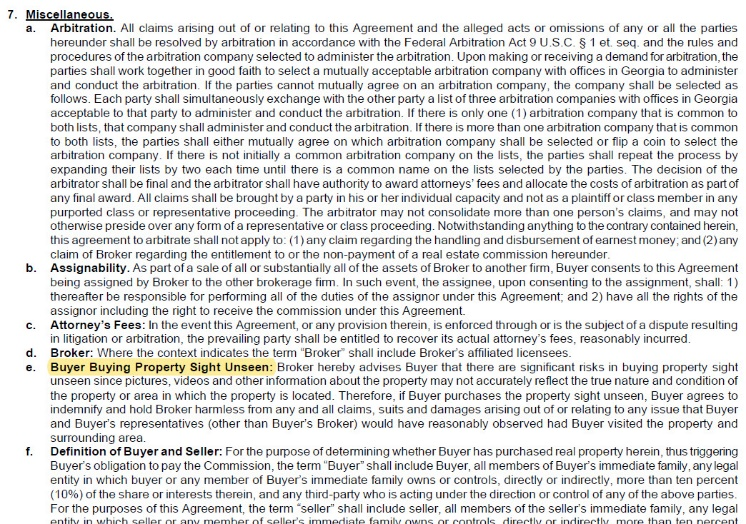 7. Miscellaneous.
a. Arbitration. All claims arising out of or relating to this Agreement and the alleged acts or omissions of any or all the parties
hereunder shall be resolved by arbitration in accordance with the Federal Arbitration Act 9 U.S.C. § 1 et. seq. and the rules and
procedures of the arbitration company selected to administer the arbitration. Upon making or receiving a demand for arbitration, the
parties shall work together in good faith to select a mutually acceptable arbitration company with offices in Georgia to administer
and conduct the arbitration. If the parties cannot mutually agree on an arbitration company, the company shall be selected as
follows. Each party shall simultaneously exchange with the other party a list of three arbitration companies with offices in Georgia
acceptable to that party to administer and conduct the arbitration. If there is only one (1) arbitration company that is common to
both lists, that company shall administer and conduct the arbitration. If there is more than one arbitration company that is common
to both lists, the parties shall either mutually agree on which arbitration company shall be selected or flip a coin to select the
arbitration company. If there is not initially a common arbitration company on the lists, the parties shall repeat the process by
expanding their lists by two each time until there is a common name on the lists selected by the parties. The decision of the
arbitrator shall be final and the arbitrator shall have authority to award attorneys' fees and allocate the costs of arbitration as part of
any final award. All claims shall be brought by a party in his or her individual capacity and not as a plaintiff or class member in any
purported class or representative proceeding. The arbitrator may not consolidate more than one person's claims, and may not
otherwise preside over any form of a representative or class proceeding. Notwithstanding anything to the contrary contained herein,
this agreement to arbitrate shall not apply to: (1) any claim regarding the handling and disbursement of earnest money; and (2) any
claim of Broker regarding the entitlement to or the non-payment of a real estate commission hereunder.
b. Assignability. As part of a sale of all or substantially all of the assets of Broker to another firm, Buyer consents to this Agreement
being assigned by Broker to the other brokerage firm. In such event, the assignee, upon consenting to the assignment, shall: 1)
thereafter be responsible for performing all of the duties of the assignor under this Agreement; and 2) have all the rights of the
assignor including the right to receive the commission under this Agreement.
c. Attorney's Fees: In the event this Agreement, or any provision therein, is enforced through or is the subject of a dispute resulting
in litigation or arbitration, the prevailing party shall be entitled to recover its actual attorney's fees, reasonably incurred.
d. Broker: Where the context indicates the term "Broker" shall include Broker's affiliated licensees.
e. Buyer Buying Property Sight Unseen: Broker hereby advises Buyer that there are significant risks in buying property sight
unseen since pictures, videos and other information about the property may not accurately reflect the true nature and condition of
the property or area in which the property is located. Therefore, if Buyer purchases the property sight unseen, Buyer agrees to
indemnify and hold Broker harmless from any and all claims, suits and damages arising out of or relating to any issue that Buyer
and Buyer's representatives (other than Buyer's Broker) would have reasonably observed had Buyer visited the property and
surrounding area.
f. Definition of Buyer and Seller: For the purpose of determining whether Buyer has purchased real property herein, thus triggering
Buyer's obligation to pay the Commission, the term "Buyer" shall include Buyer, all members of Buyer's immediate family, any legal
entity in which buyer or any member of Buyer's immediate family owns or controls, directly or indirectly, more than ten percent
(10%) of the share or interests therein, and any third-party who is acting under the direction or control of any of the above parties.
For the purposes of this Agreement, the term "seller" shall include seller, all members of the seller's immediate family, any legal
entity in which seller or any member of seller's immediate family owns or controls, directly or indirectly, more than ten percent